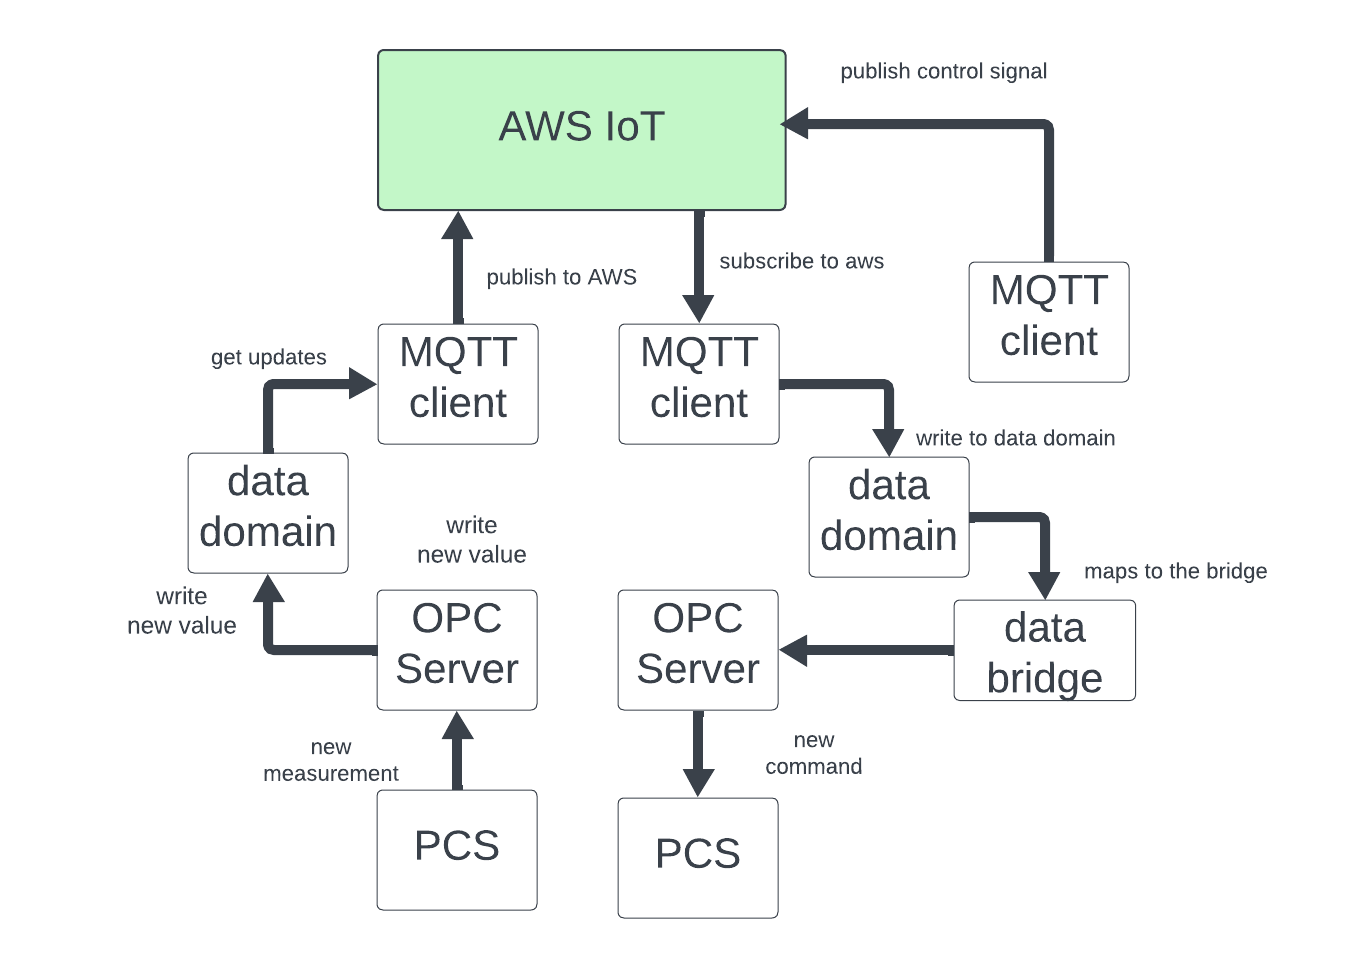 publish control signal
AWS IoT
subscribe to aws
publish to AWS
MQTT
client
MQTT
client
MQTT
client
get updates
write to data domain
data
domain
data
domain
write
new value
maps to the bridge
write
new value
OPC
Server
OPC
Server
data
bridge
new
measurement
new
command
PCS
PCS